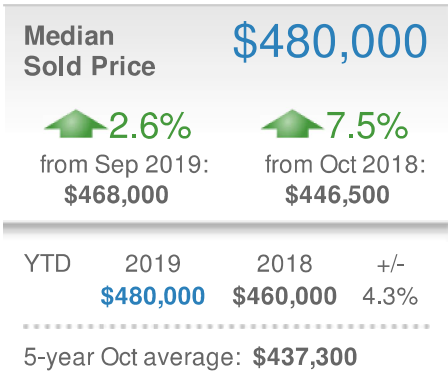 Median
Sold Price
$480,000
2.6%
from Sep 2019:
$468,000
7.5%
from Oct 2018:
$446,500
YTD 2019 2018 +/-
$480,000 $460,000 4.3%
5-year Oct average: $437,300